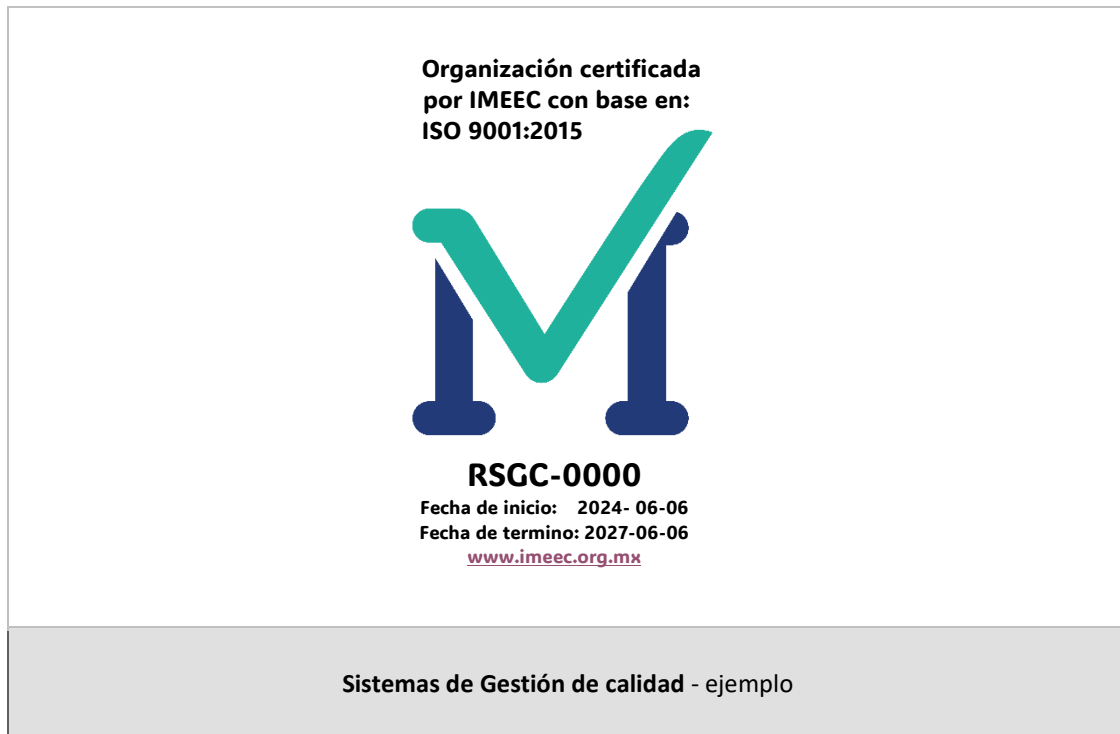 Organización certificada
por IMEEC con base en:
ISO 9001:2015
RSGC-0000
Fecha de inicio: 2024- 06-06
Fecha de termino: 2027-06-06
www.imeec.org.mx
Sistemas de Gestión de calidad - ejemplo